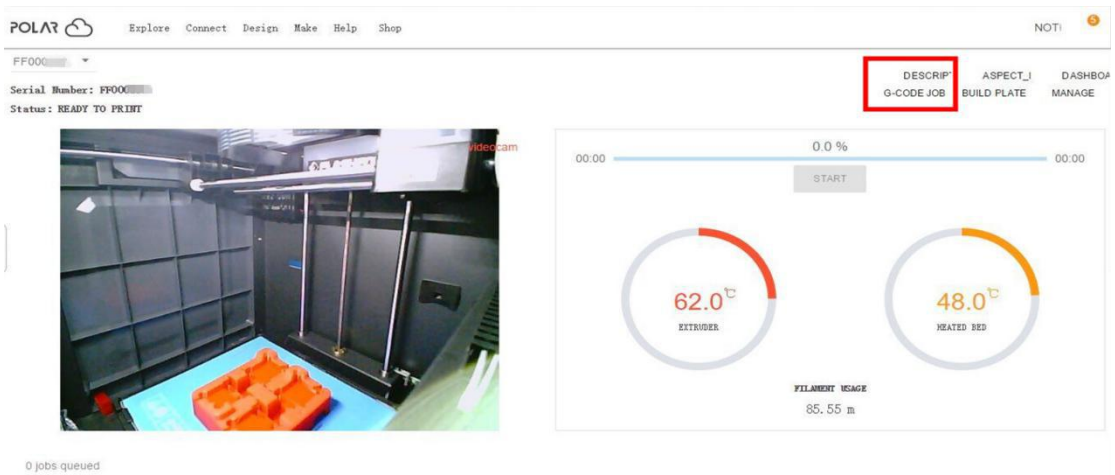 POLAR
Explore Connect Design Make Help Shop
NOTI
5
FF000
Serial Number: FF000
Status: READY TO PRINT
DESCRIPT ASPECT_I DASHBOA
G-CODE JOB BUILD PLATE MANAGE
videocam
00:00 0.0 % 00:00
START
62.0℃
EXTRUDER
48.0℃
HEATED BED
FILAMENT USAGE
85.55 m
0 jobs queued